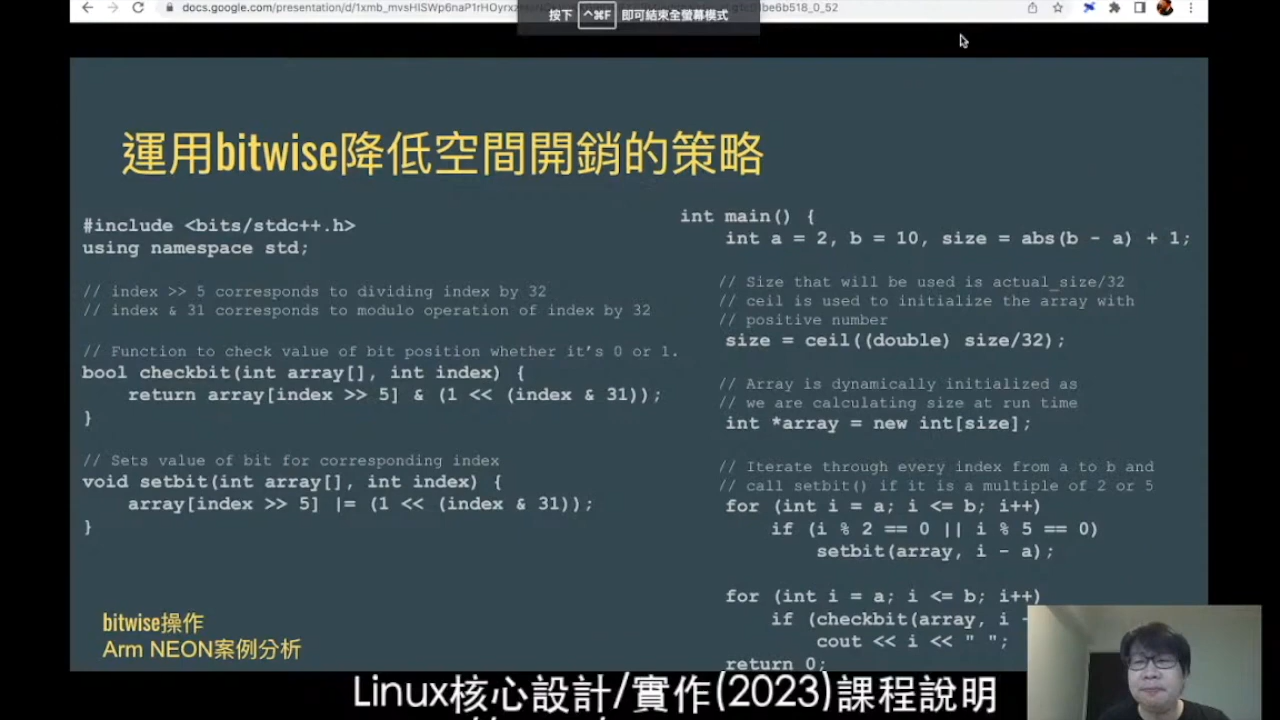 docs.google.com/presentation/d/1xmb_mvsHlSWp6naP1rHOyrx
按下 ^⌘F 即可結束全螢幕模式
運用bitwise降低空間開銷的策略
#include <bits/stdc++.h>
using namespace std;
// index >> 5 corresponds to dividing index by 32
// index & 31 corresponds to modulo operation of index by 32
// Function to check value of bit position whether it's 0 or 1.
bool checkbit(int array[], int index) {
return array[index >> 5] & (1 << (index & 31));
}
// Sets value of bit for corresponding index
void setbit(int array[], int index) {
array[index >> 5] |= (1 << (index & 31));
}
int main() {
int a = 2, b = 10, size = abs(b - a) + 1;
// Size that will be used is actual_size/32
// ceil is used to initialize the array with
// positive number
size = ceil((double) size/32);
// Array is dynamically initialized as
// we are calculating size at run time
int *array = new int[size];
// Iterate through every index from a to b and
// call setbit() if it is a multiple of 2 or 5
for (int i = a; i <= b; i++)
if (i % 2 == 0 || i % 5 == 0)
setbit(array, i - a);
for (int i = a; i <= b; i++)
if (checkbit(array, i -
cout << i << " ";
return 0;
bitwise操作
Arm NEON案例分析
Linux核心設計/實作(2023)課程說明